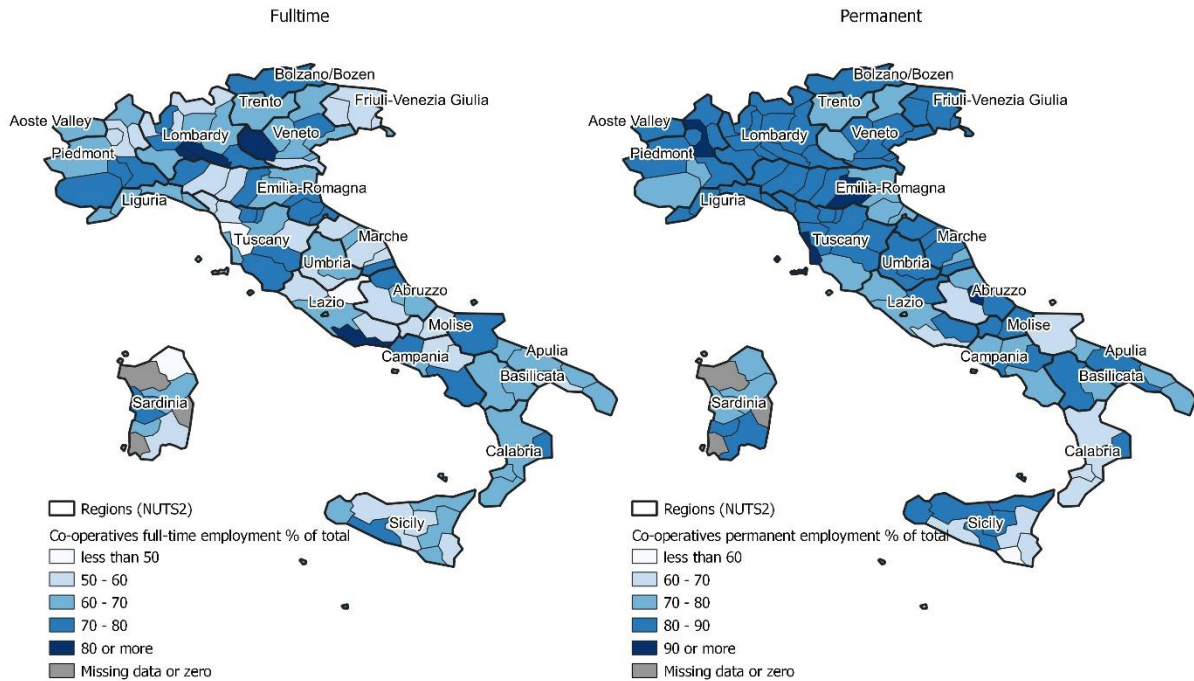 Fulltime
Bolzano/Bozen
Trento
Friuli-Venezia Giulia
Aoste Valley
Lombardy
Veneto
Piedmont
Emilia-Romagna
Liguria
Tuscany
Marche
Umbria
Lazio
Abruzzo
Molise
Campania
Apulia
Basilicata
Sardinia
Calabria
Sicily
Regions (NUTS2)
Co-operatives full-time employment % of total
less than 50
50 - 60
60 - 70
70 - 80
80 or more
Missing data or zero
Permanent
Bolzano/Bozen
Trento
Friuli-Venezia Giulia
Aoste Valley
Lombardy
Veneto
Piedmont
Emilia-Romagna
Liguria
Tuscany
Marche
Umbria
Lazio
Abruzzo
Molise
Campania
Apulia
Basilicata
Sardinia
Calabria
Sicily
Regions (NUTS2)
Co-operatives permanent employment % of total
less than 60
60 - 70
70 - 80
80 - 90
90 or more
Missing data or zero